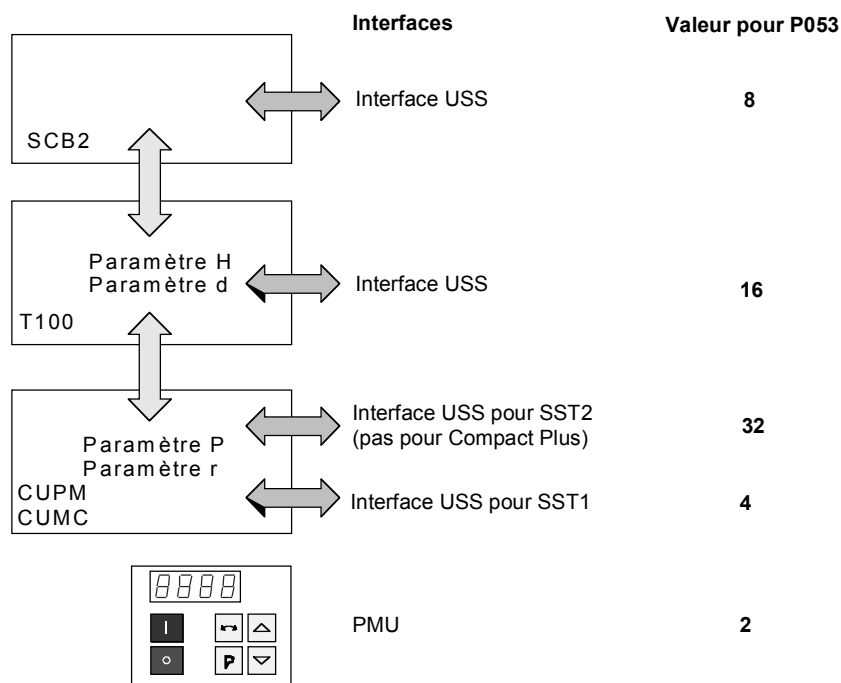 Interfaces Valeur pour P053
Interface USS 8
SCB2
Paramètre H
Paramètre d
Interface USS 16
T100
Interface USS pour SST2
(pas pour Compact Plus) 32
Paramètre P
Paramètre r
CUPM
CUMC
Interface USS pour SST1 4
8888
I
O
P
PMU 2